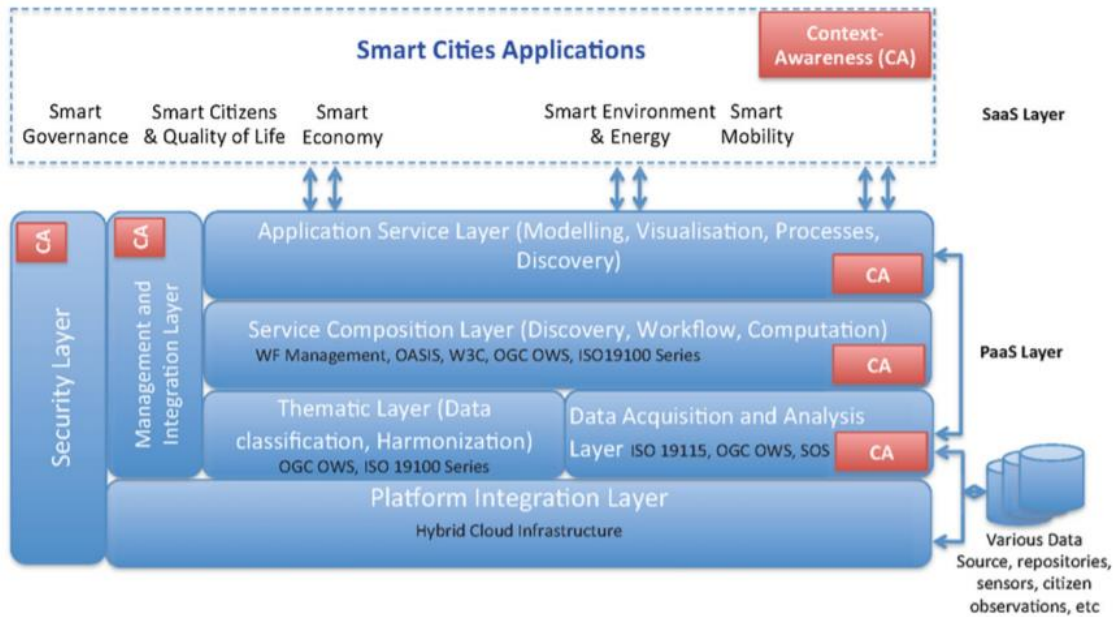 Smart Cities Applications
Context-
Awareness (CA)
Smart
Governance
Smart Citizens
& Quality of Life
Smart
Economy
Smart Environment
& Energy
Smart
Mobility
SaaS Layer
CA
Security Layer
CA
Management and
Integration Layer
Application Service Layer (Modelling, Visualisation, Processes,
Discovery)
CA
Service Composition Layer (Discovery, Workflow, Computation)
WF Management, OASIS, W3C, OGC OWS, ISO19100 Series
CA
PaaS Layer
Thematic Layer (Data
classification, Harmonization)
OGC OWS, ISO 19100 Series
Data Acquisition and Analysis
Layer ISO 19115, OGC OWS, SOS
CA
Platform Integration Layer
Hybrid Cloud Infrastructure
Various Data
Source, repositories,
sensors, citizen
observations, etc